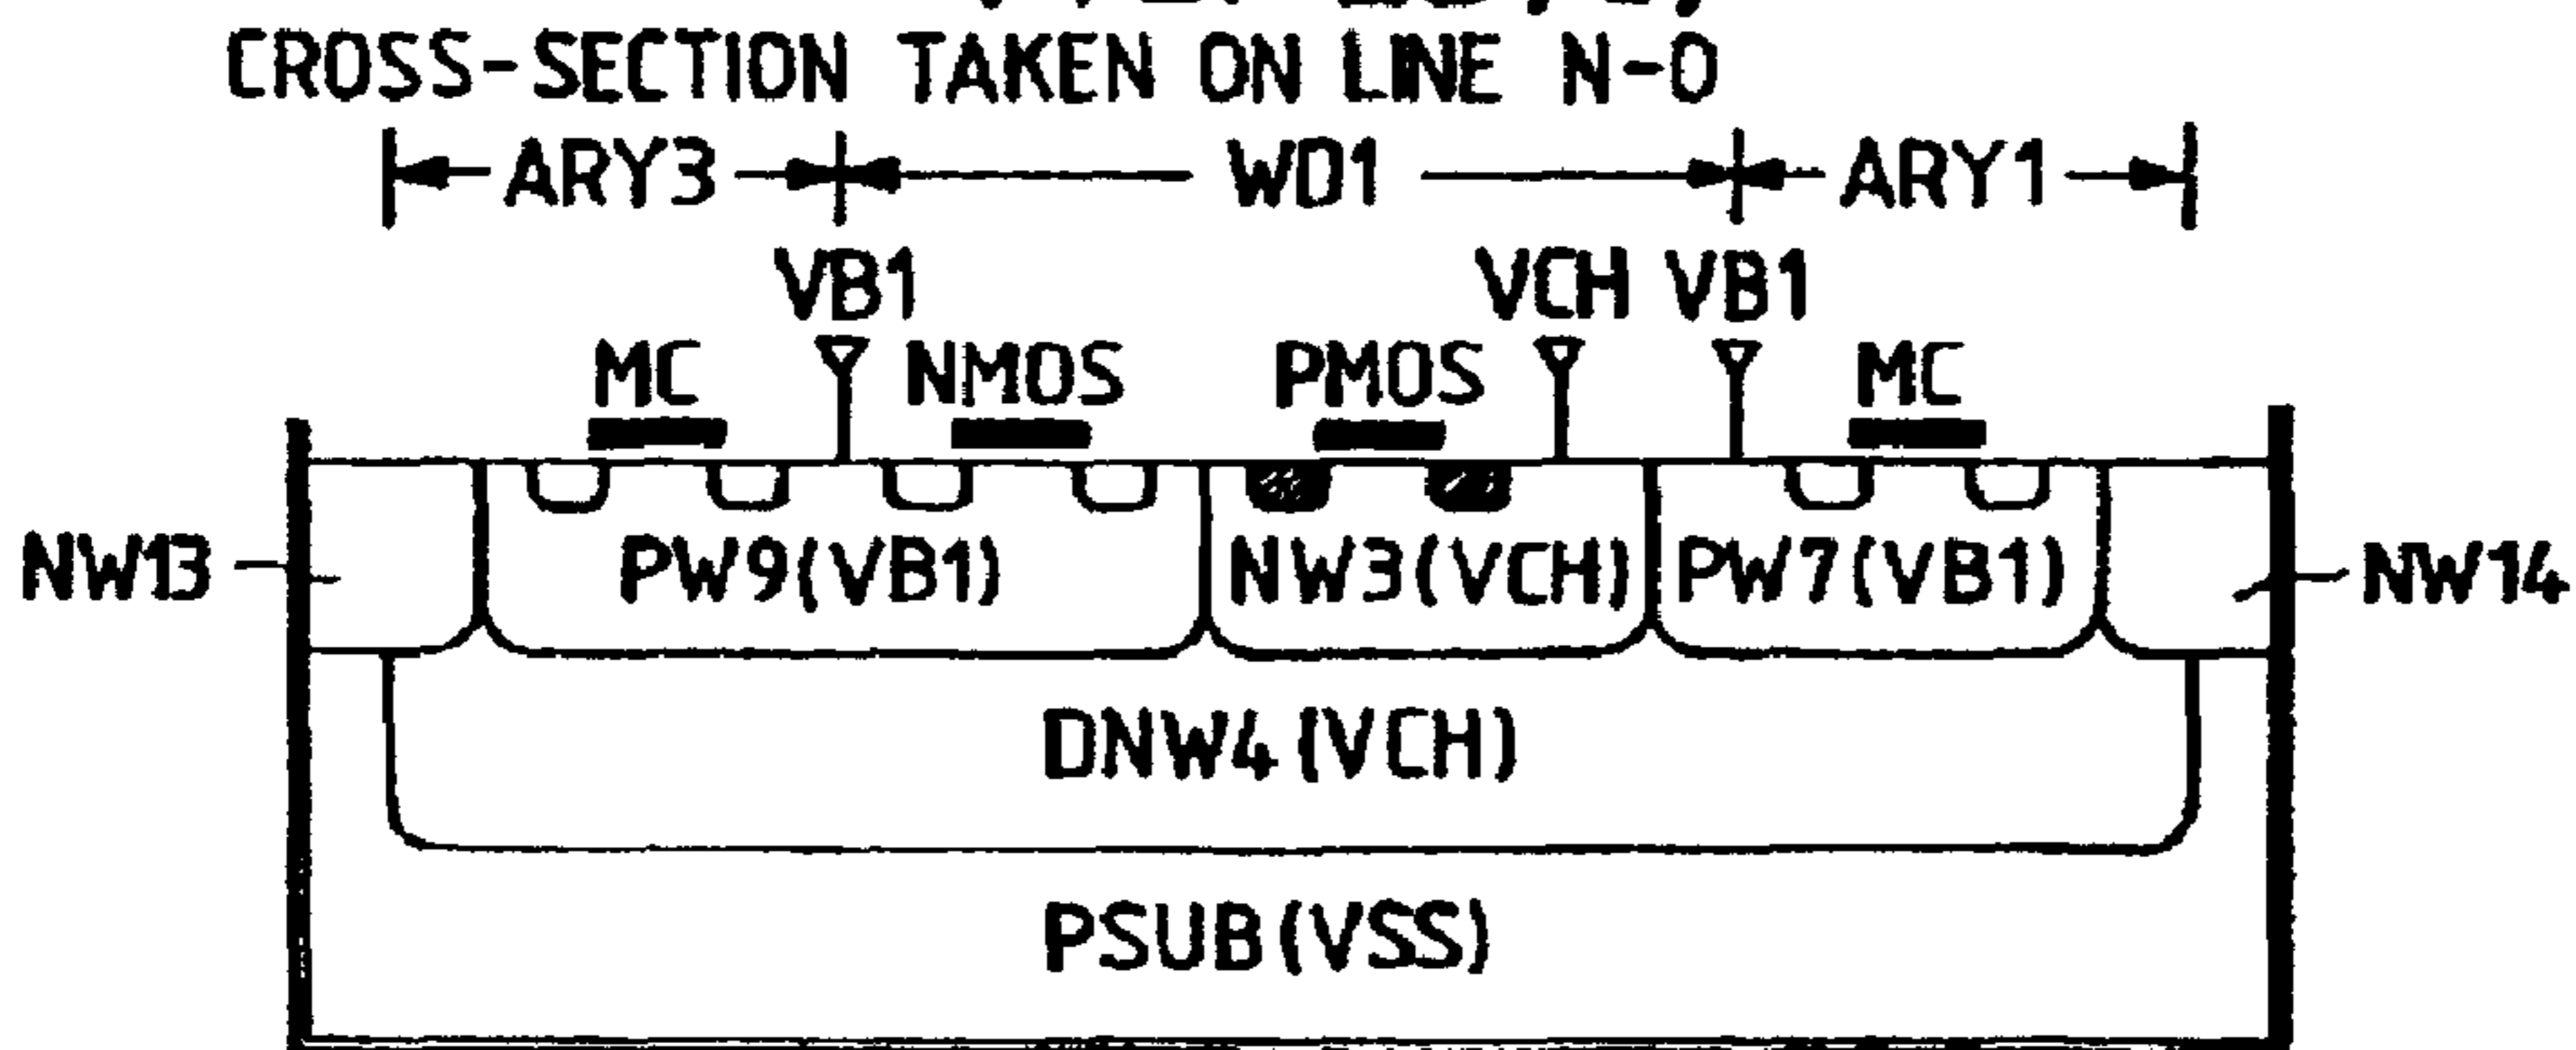 CROSS-SECTION TAKEN ON LINE N-O
ARY3 WD1 ARY1
VB1 VCH VB1
MC NMOS PMOS MC
NW13 PW9(VB1) NW3(VCH) PW7(VB1) NW14
DNW4(VCH)
PSUB(VSS)